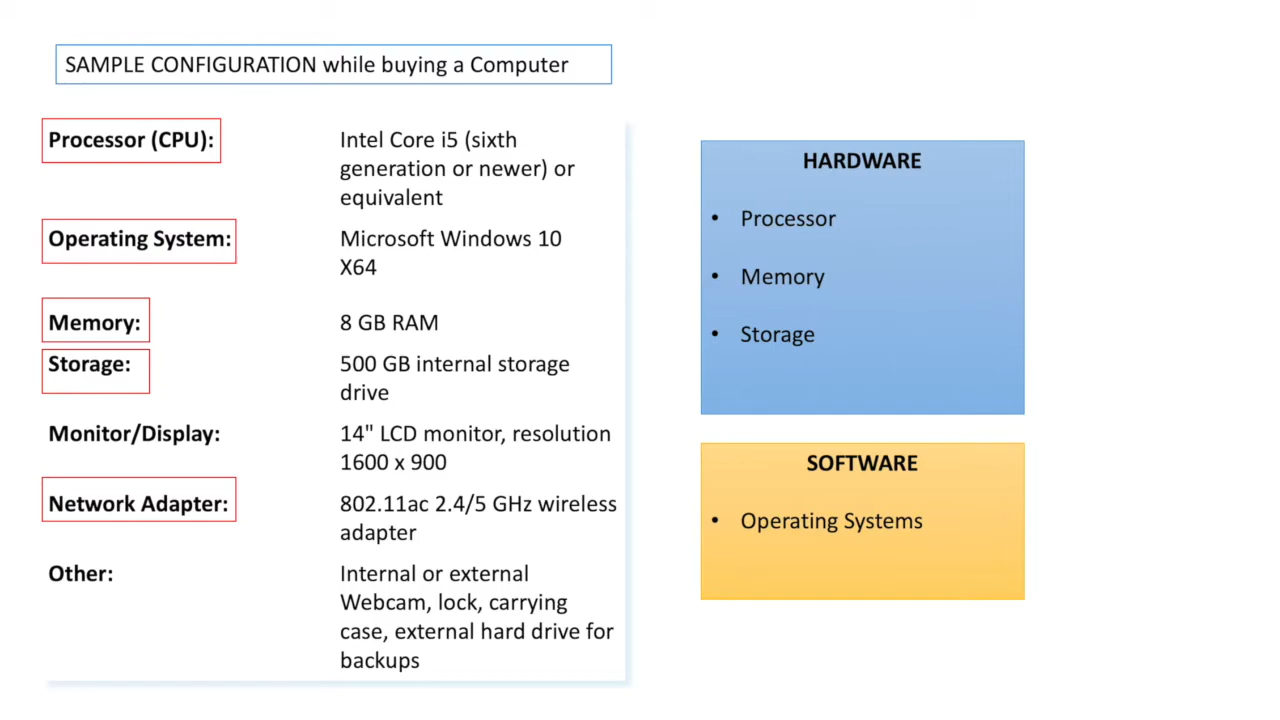 SAMPLE CONFIGURATION while buying a Computer
Processor (CPU):
Intel Core i5 (sixth
generation or newer) or
equivalent
Operating System:
Microsoft Windows 10
X64
Memory:
8 GB RAM
Storage:
500 GB internal storage
drive
Monitor/Display:
14" LCD monitor, resolution
1600 x 900
Network Adapter:
802.11ac 2.4/5 GHz wireless
adapter
Other:
Internal or external
Webcam, lock, carrying
case, external hard drive for
backups
HARDWARE
• Processor
• Memory
• Storage
SOFTWARE
• Operating Systems